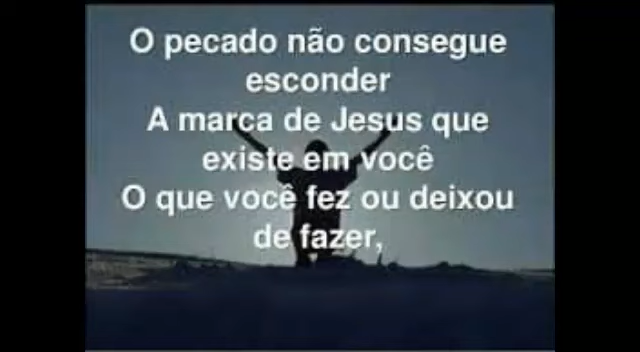 O pecado não consegue
esconder
A marca de Jesus que
existe em você
O que você fez ou deixou
de fazer,